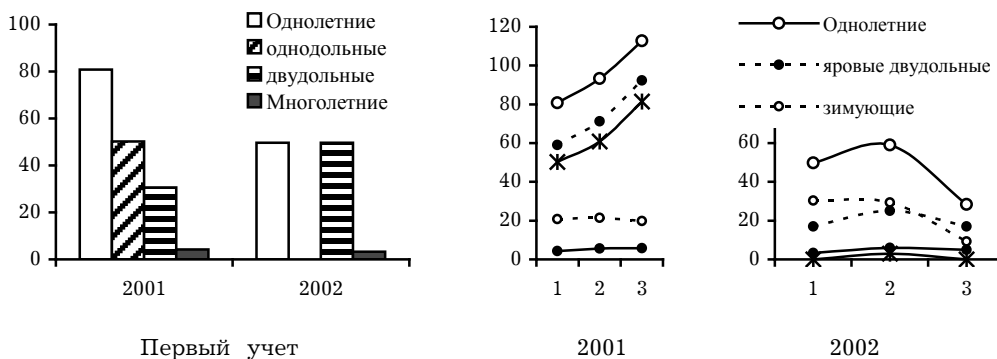 100
80
60
40
20
0
2001 2002
Однолетние
однодольные
двудольные
Многолетние
Первый учет
120
100
80
60
40
20
0
1 2 3
2001
Однолетние
яровые двудольные
зимующие
60
40
20
0
1 2 3
2002